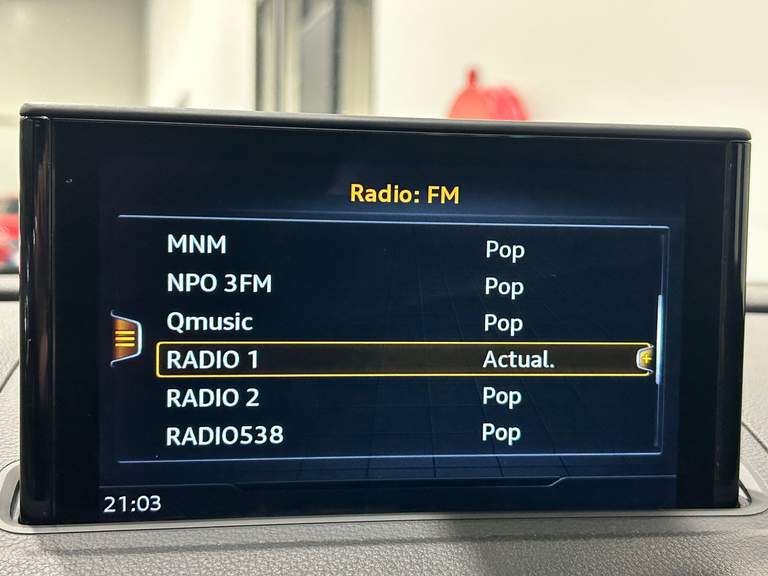 Radio: FM
MNM Pop
NPO 3FM Pop
Qmusic Pop
RADIO 1 Actual.
RADIO 2 Pop
RADIO538 Pop
21:03